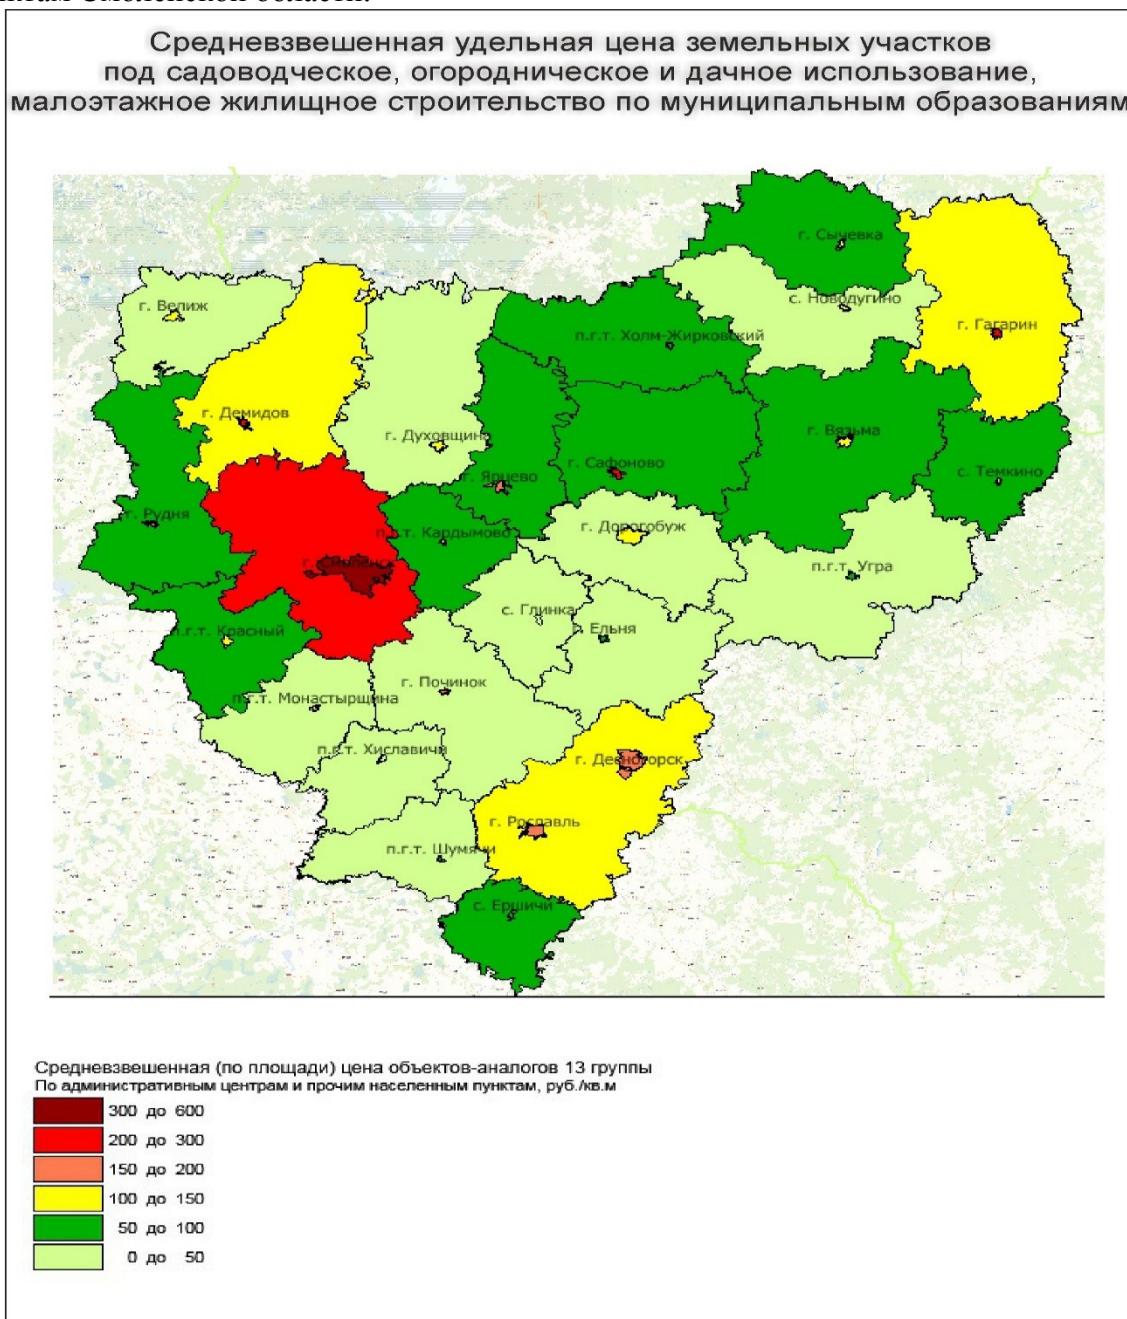 нктам Смоленской области.
Средневзвешенная удельная цена земельных участков
под садоводческое, огородническое и дачное использование,
малоэтажное жилищное строительство по муниципальным образованиям
г. Сычевка
г. Велиж
с. Новодугино
г. Гагарин
п.г.т. Холм-Жирковский
г. Демидов
г. Духовщина
г. Вязьма
г. Ярцево
г. Сафоново
с. Темкино
г. Рудня
п.г.т. Кардымово
г. Дорогобуж
г. Смоленск
п.г.т. Угра
с. Глинка
г. Ельня
п.г.т. Красный
г. Починок
п.г.т. Монастырщина
п.г.т. Хиславичи
г. Десногорск
г. Рославль
п.г.т. Шумячи
с. Ершичи
Средневзвешенная (по площади) цена объектов-аналогов 13 группы
По административным центрам и прочим населенным пунктам, руб./кв.м
300 до 600
200 до 300
150 до 200
100 до 150
50 до 100
0 до 50